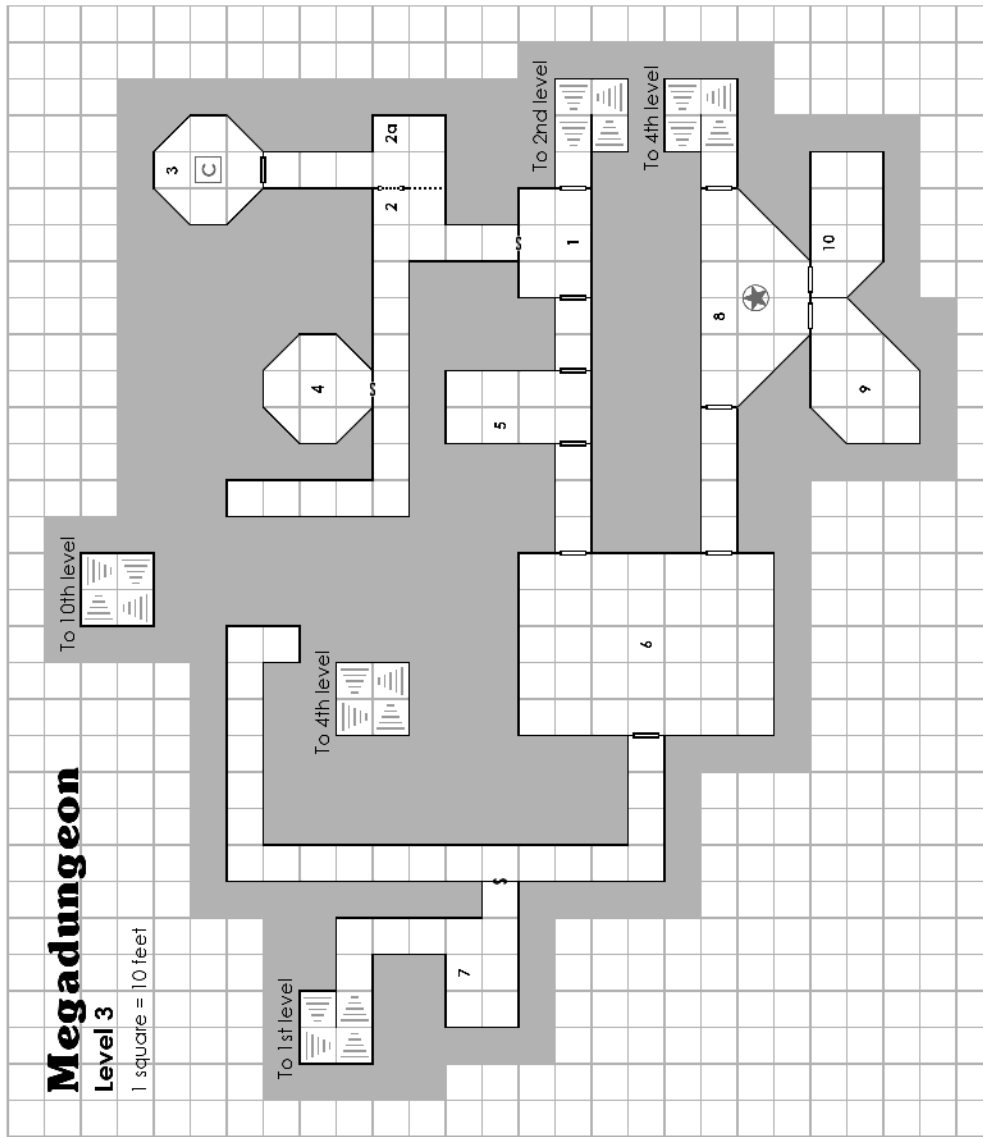 Megadungeon
Level 3
1 square = 10 feet
To 1st level
7
S
To 4th level
To 10th level
6
5
4
S
3
C
2
2a
S
1
To 2nd level
To 4th level
8
9
10